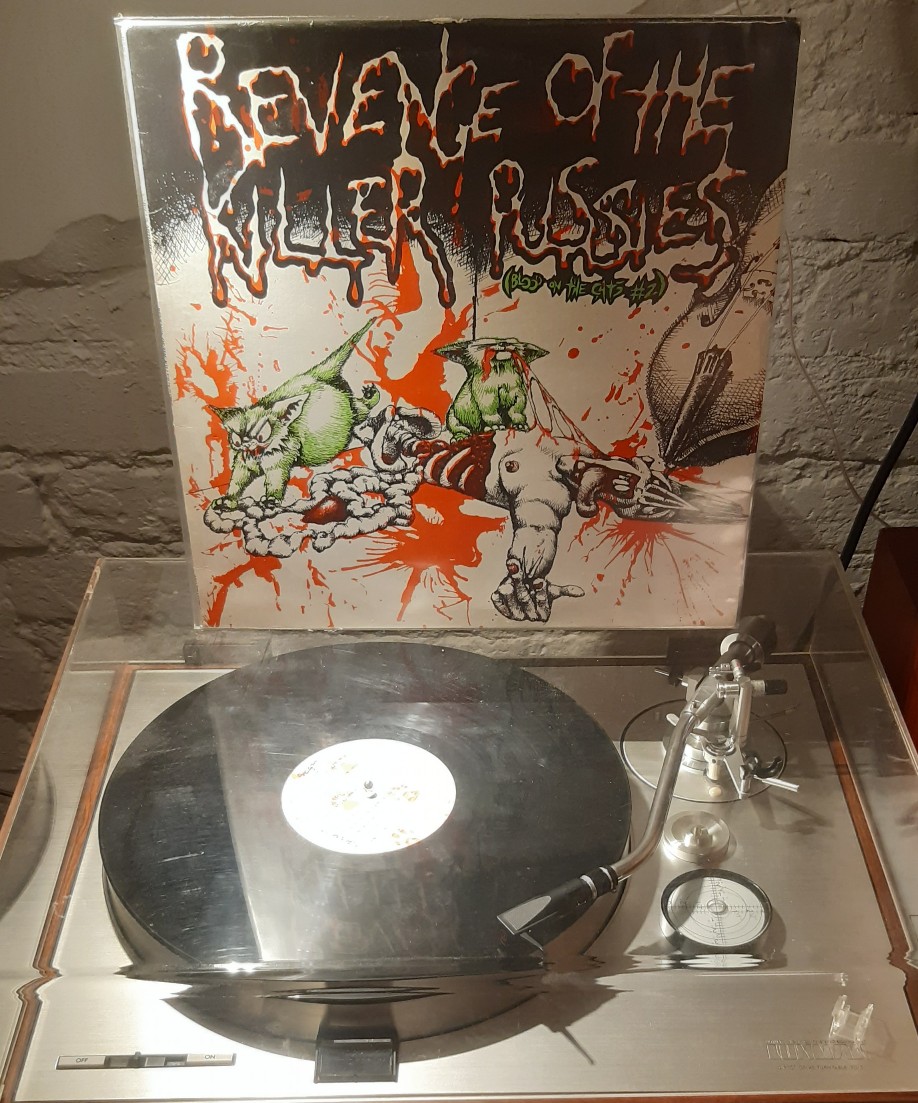 REVENGE OF THE
KILLER PUSSIES
(BLOOD ON THE CATS #2)
OFF ON